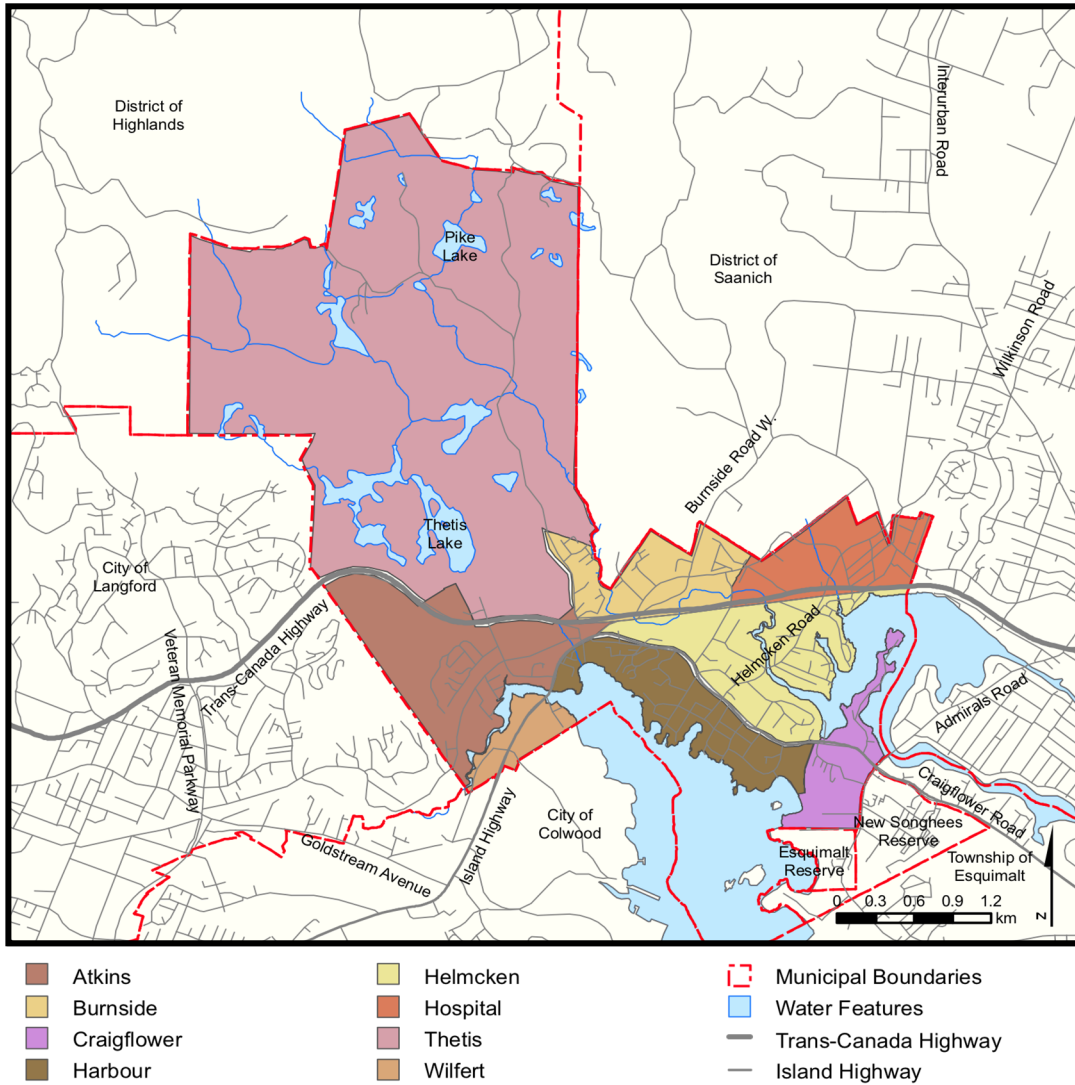 District of
Highlands
Interurban Road
Pike
Lake
District of
Saanich
Wilkinson Road
Burnside Road W.
Thetis
Lake
City of
Langford
Trans-Canada Highway
Veteran Memorial Parkway
Helmcken Road
Admirals Road
Craigflower Road
City of
Colwood
Island Highway
Goldstream Avenue
New Songhees
Reserve
Esquimalt
Reserve
Township of
Esquimalt
0 0.3 0.6 0.9 1.2
km
N
Atkins
Burnside
Craigflower
Harbour
Helmcken
Hospital
Thetis
Wilfert
Municipal Boundaries
Water Features
Trans-Canada Highway
Island Highway